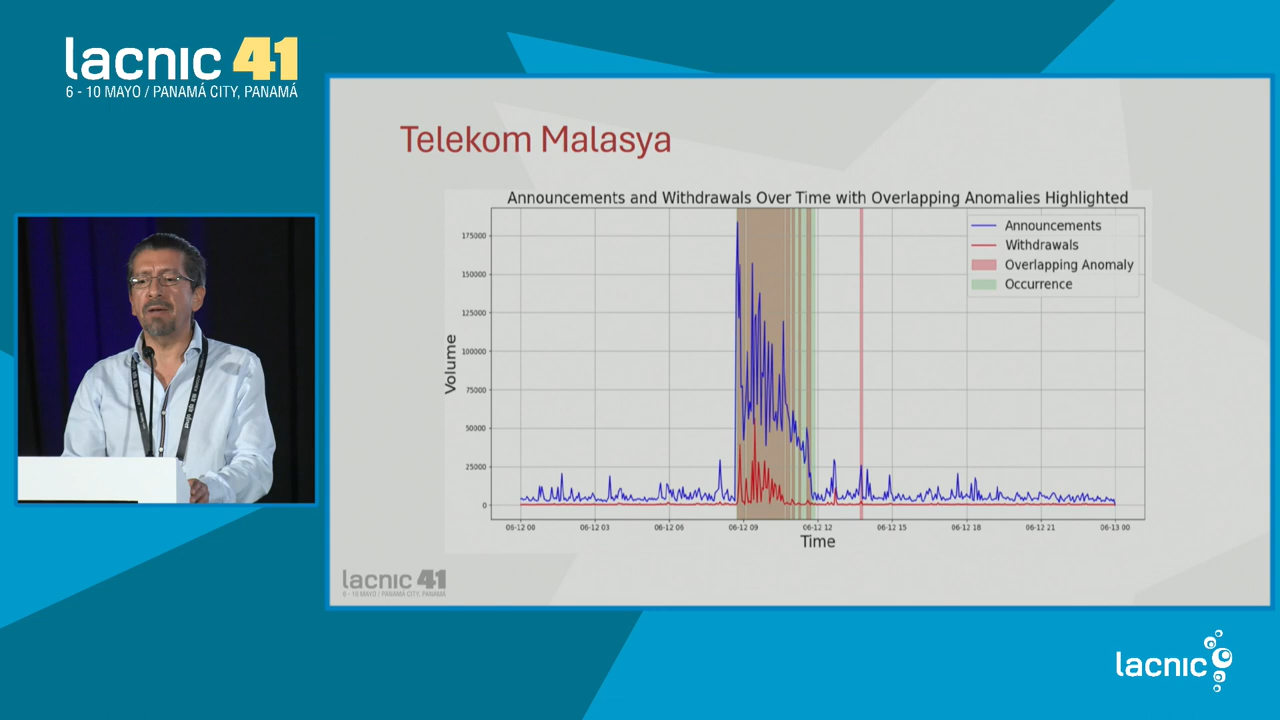 lacnic 41
6 - 10 MAYO / PANAMÁ CITY, PANAMÁ
Telekom Malasya
Announcements and Withdrawals Over Time with Overlapping Anomalies Highlighted
Announcements
Withdrawals
Overlapping Anomaly
Occurrence
Volume
175000
150000
125000
100000
75000
50000
25000
0
06-12 00
06-12 03
06-12 06
06-12 09
06-12 12
06-12 15
06-12 18
06-12 21
06-13 00
Time
lacnic 41
6 - 10 MAYO / PANAMÁ CITY, PANAMÁ
lacnic